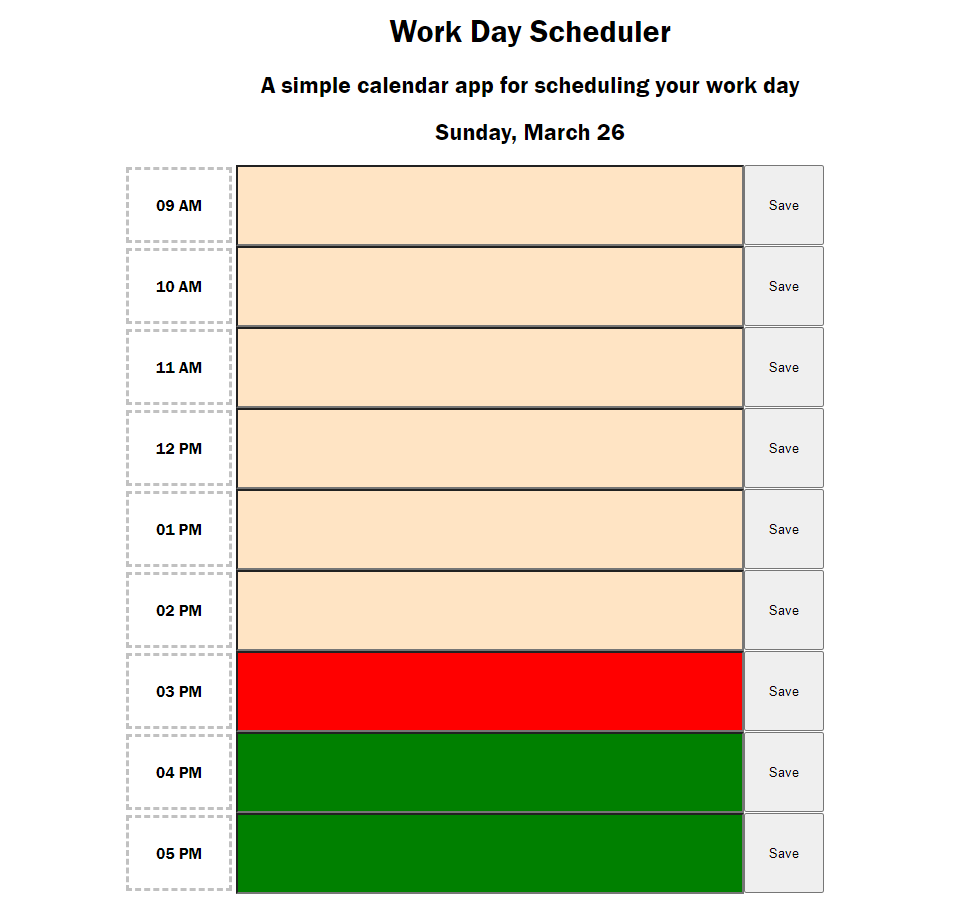 Work Day Scheduler
A simple calendar app for scheduling your work day
Sunday, March 26
09 AM Save
10 AM Save
11 AM Save
12 PM Save
01 PM Save
02 PM Save
03 PM Save
04 PM Save
05 PM Save